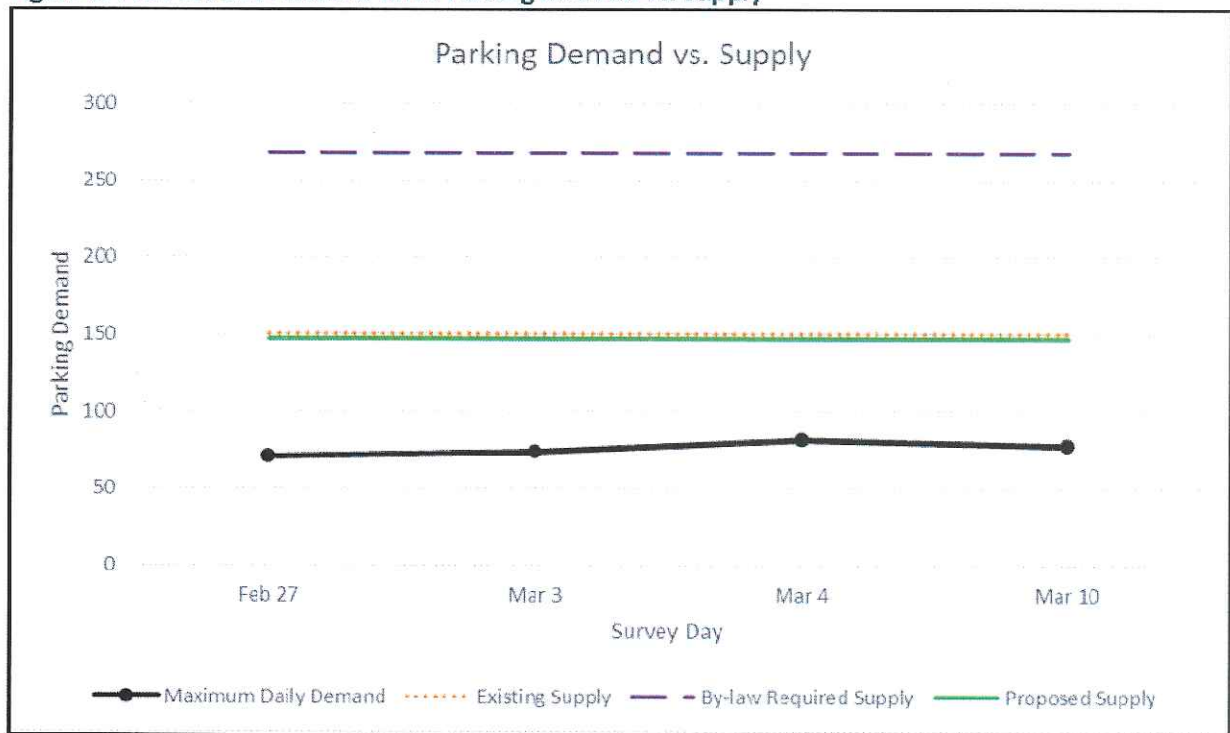 Parking Demand vs. Supply
300
250
200
150
100
50
0
Parking Demand
Feb 27 Mar 3 Mar 4 Mar 10
Survey Day
Maximum Daily Demand Existing Supply By-law Required Supply Proposed Supply